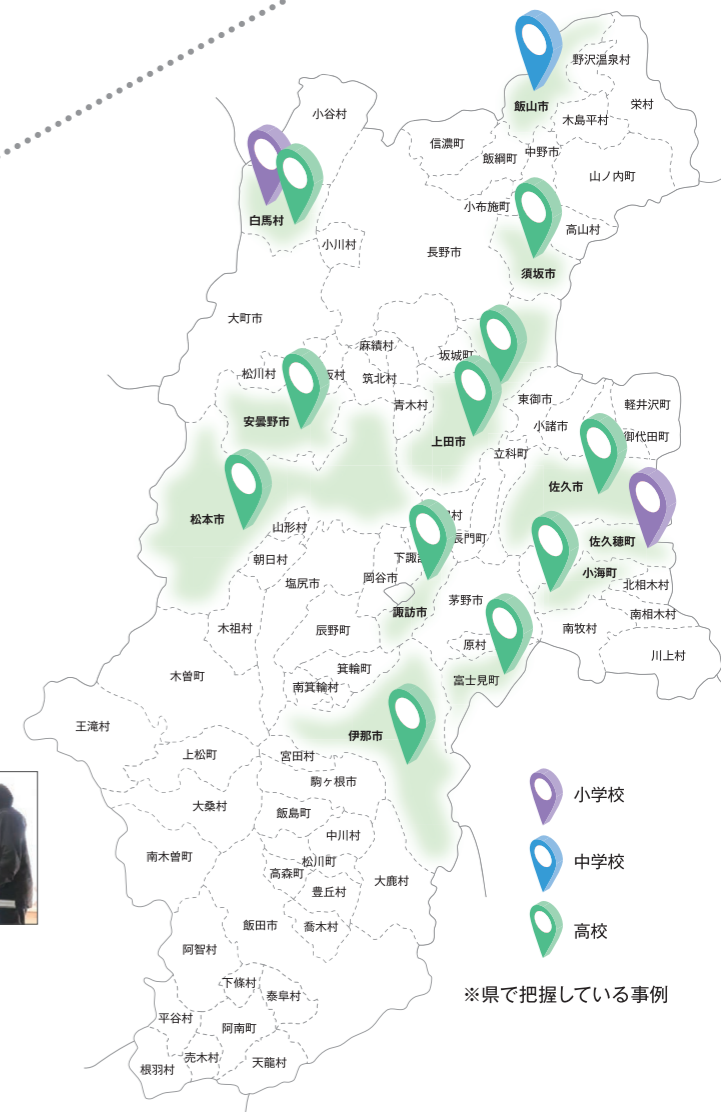 野沢温泉村
小谷村
栄村
飯山市
木島平村
信濃町
飯綱町
中野市
山ノ内町
小布施町
白馬村
高山村
小川村
長野市
須坂市
大町市
麻績村
坂城町
松川村
坂村
筑北村
青木村
東御市
軽井沢町
安曇野市
小諸市
御代田町
上田市
立科町
佐久市
松本市
村
山形村
長門町
佐久穂町
下諏
朝日村
小海町
塩尻市
岡谷市
北相木村
茅野市
諏訪市
南相木村
木祖村
辰野町
南牧村
原村
川上村
箕輪町
木曽町
富士見町
南箕輪村
王滝村
伊那市
上松町
宮田村
駒ヶ根市
小学校
大桑村
飯島町
中川村
南木曽町
松川町
中学校
高森町
大鹿村
豊丘村
飯田市
喬木村
高校
阿智村
下條村
泰阜村
※県で把握している事例
平谷村
阿南町
売木村
天龍村
根羽村